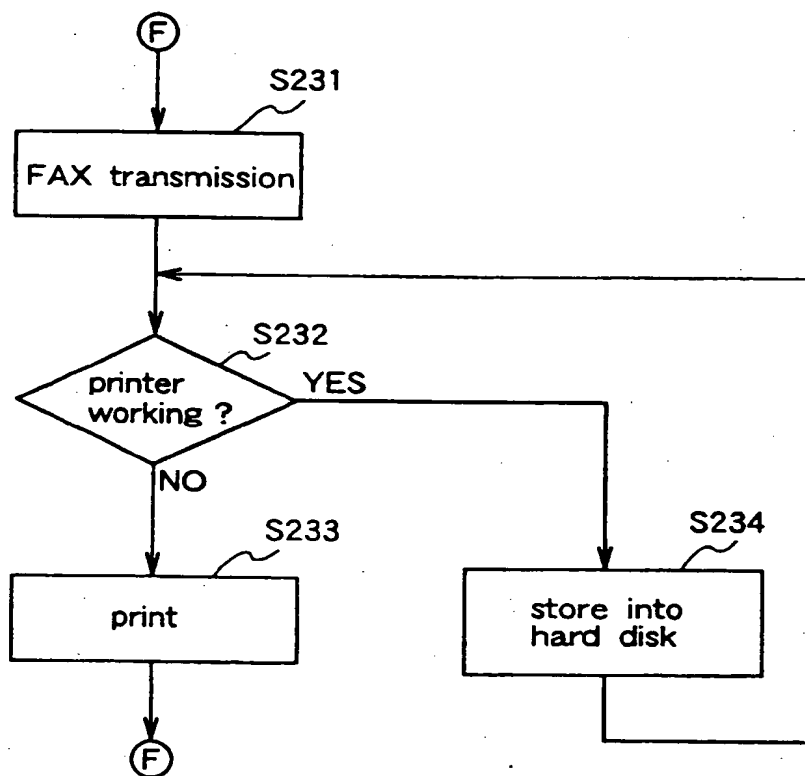 F
S231
FAX transmission
S232
printer
working ?
YES
NO
S233
print
S234
store into
hard disk
F